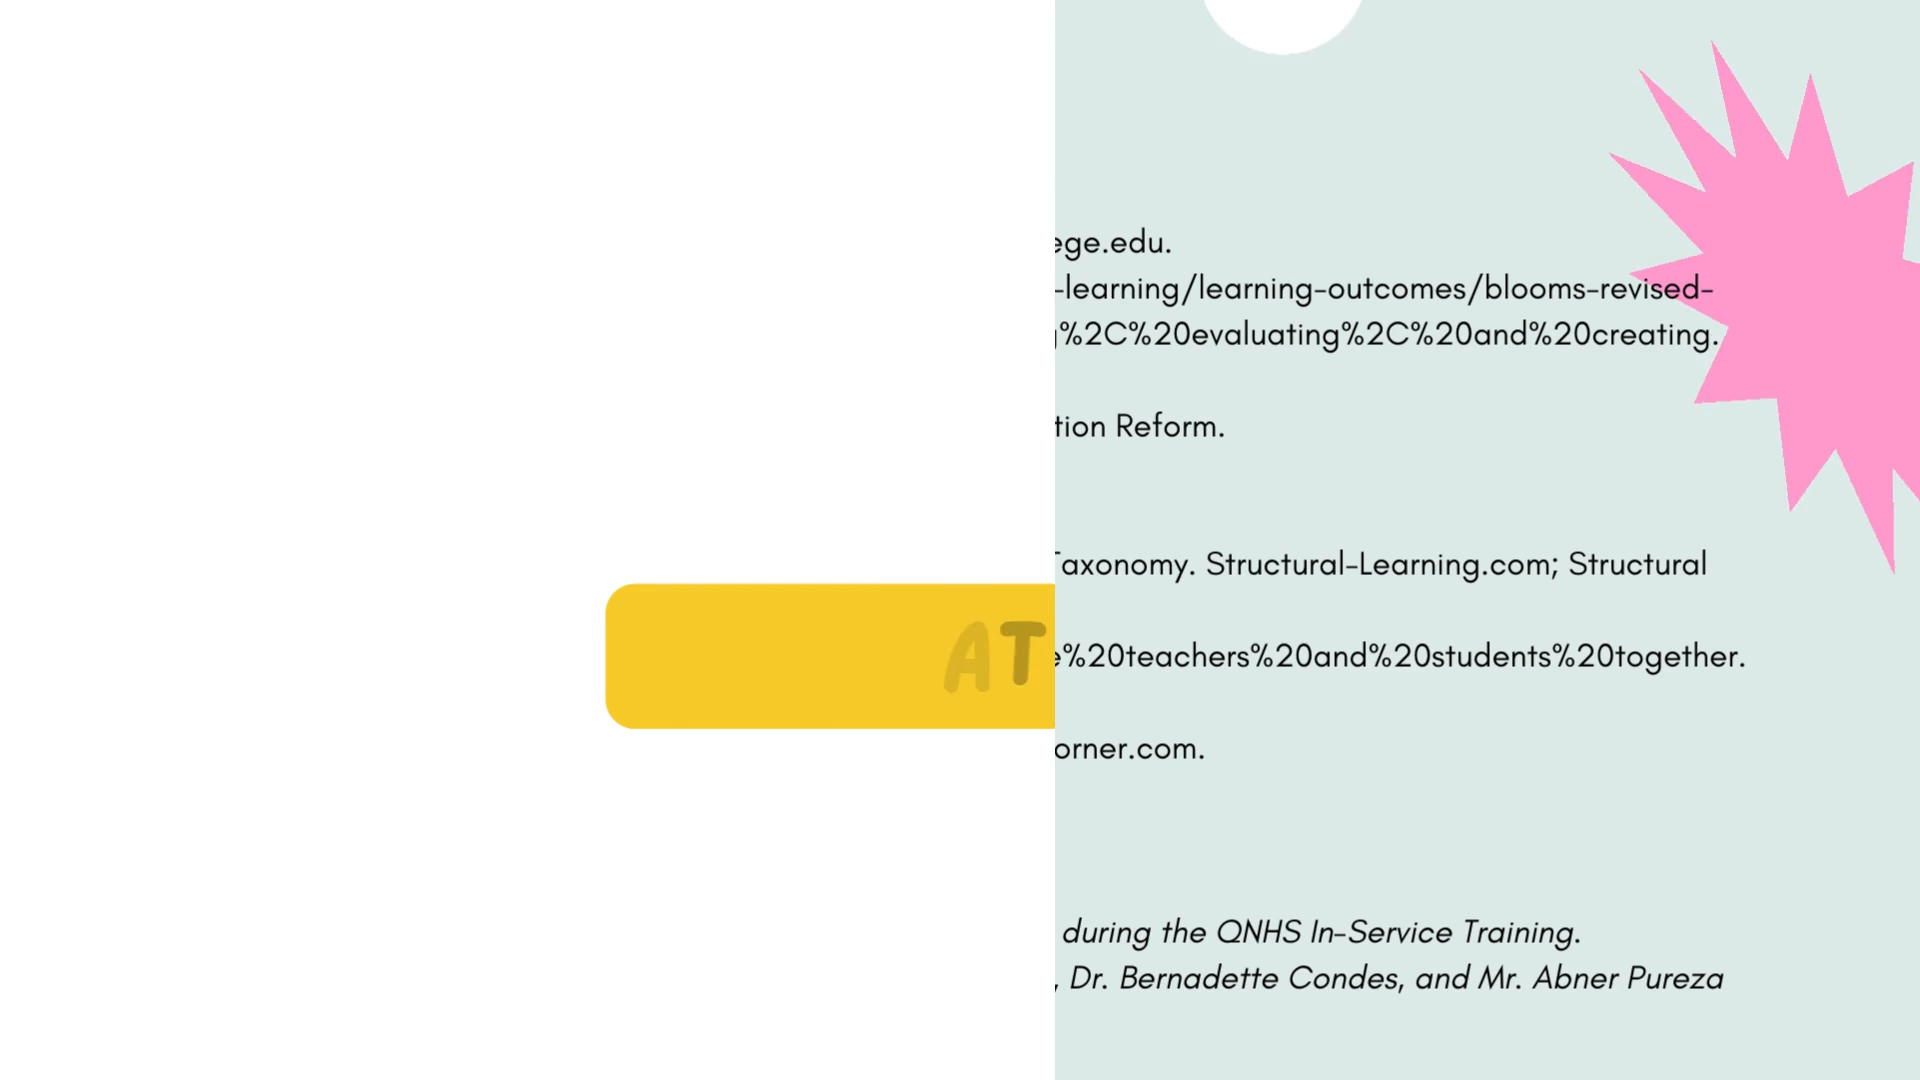 ege.edu.
-learning/learning-outcomes/blooms-revised-
%2C%20evaluating%2C%20and%20creating.
tion Reform.
Taxonomy. Structural-Learning.com; Structural
AT
e%20teachers%20and%20students%20together.
orner.com.
during the QNHS In-Service Training.
, Dr. Bernadette Condes, and Mr. Abner Pureza